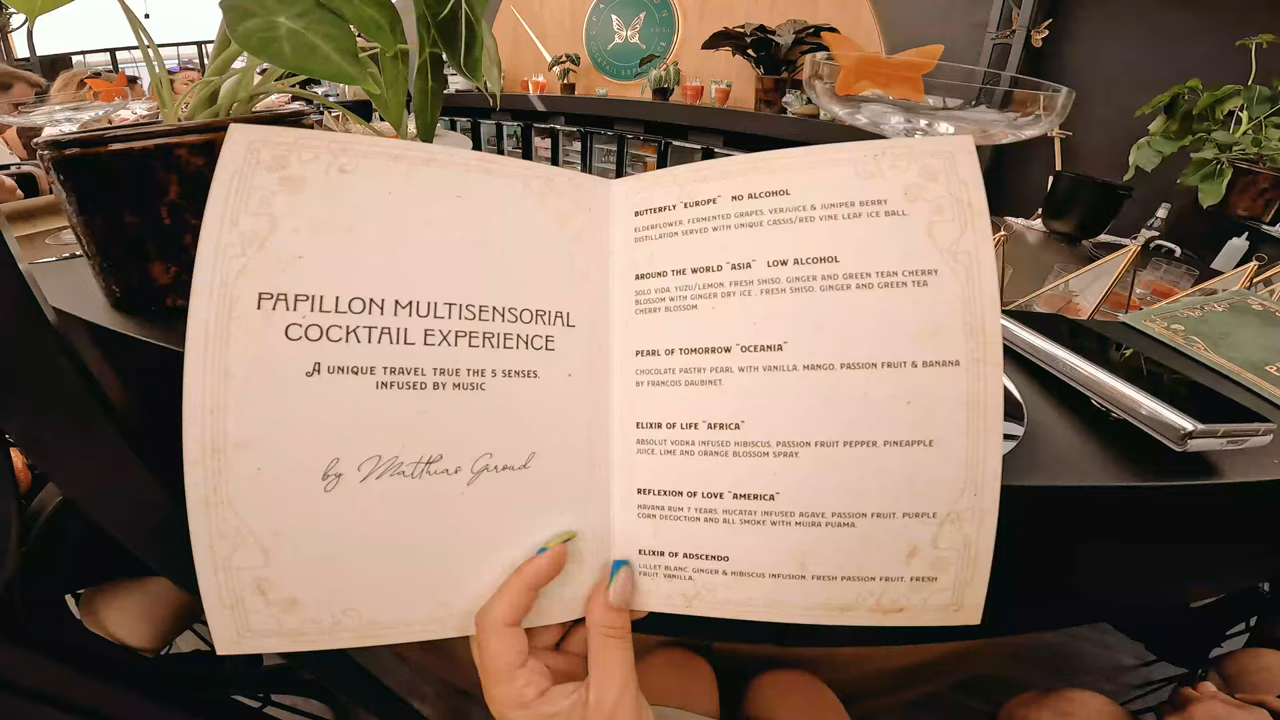 PAPILLON MULTISENSORIAL
COCKTAIL EXPERIENCE
A UNIQUE TRAVEL TRUE THE 5 SENSES.
INFUSED BY MUSIC
by Matthias Giroud
BUTTERFLY "EUROPE" NO ALCOHOL
ELDERFLOWER, FERMENTED GRAPES, VERJUICE & JUNIPER BERRY
DISTILLATION SERVED WITH UNIQUE CASSIS/RED VINE LEAF ICE BALL.
AROUND THE WORLD "ASIA" LOW ALCOHOL
SOLO VIDA, YUZU/LEMON, FRESH SHISO, GINGER AND GREEN TEAN CHERRY
BLOSSOM WITH GINGER DRY ICE , FRESH SHISO, GINGER AND GREEN TEA
CHERRY BLOSSOM.
PEARL OF TOMORROW "OCEANIA"
CHOCOLATE PASTRY PEARL WITH VANILLA, MANGO, PASSION FRUIT & BANANA
BY FRANCOIS DAUBINET.
ELIXIR OF LIFE "AFRICA"
ABSOLUT VODKA INFUSED HIBISCUS, PASSION FRUIT PEPPER, PINEAPPLE
JUICE, LIME AND ORANGE BLOSSOM SPRAY.
REFLEXION OF LOVE "AMERICA"
HAVANA RUM 7 YEARS, HUCATAY INFUSED AGAVE, PASSION FRUIT, PURPLE
CORN DECOCTION AND ALL SMOKE WITH MUIRA PUAMA.
ELIXIR OF ADSCENDO
LILLET BLANC, GINGER & HIBISCUS INFUSION, FRESH PASSION FRUIT, FRESH
FRUIT, VANILLA.
COCKTAIL EXPERIENCE